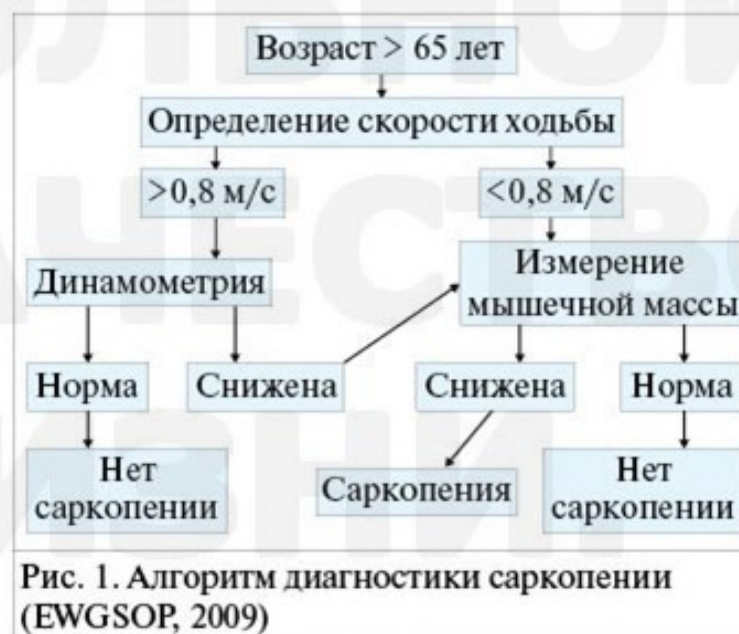 Возраст > 65 лет
Определение скорости ходьбы
>0,8 м/с
<0,8 м/с
Динамометрия
Измерение
мышечной массы
Норма
Снижена
Снижена
Норма
Нет
саркопении
Саркопения
Нет
саркопении
Рис. 1. Алгоритм диагностики саркопении
(EWGSOP, 2009)